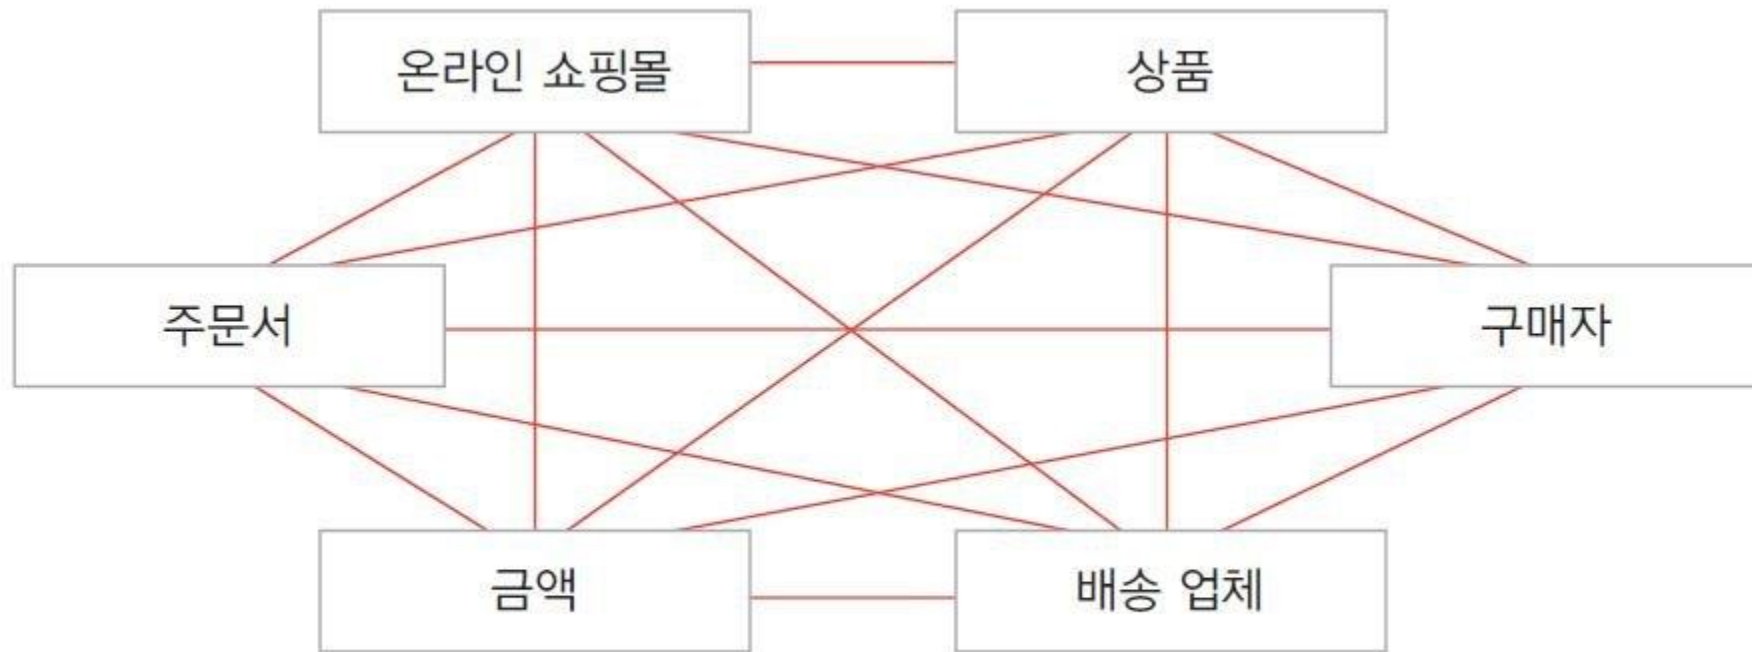 온라인 쇼핑몰
상품
주문서
구매자
금액
배송 업체